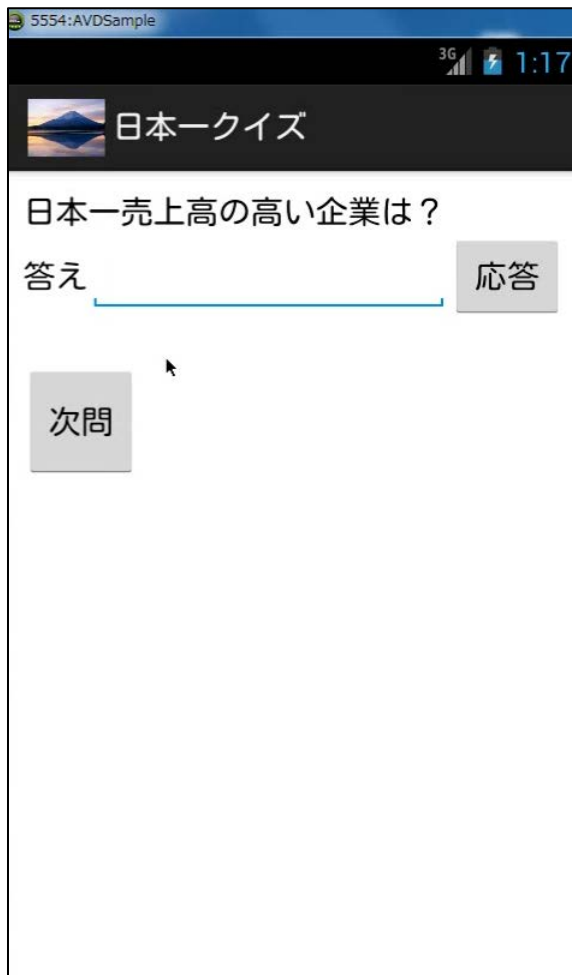 5554:AVDSample
3G 1:17
日本一クイズ
日本一売上高の高い企業は？
答え 応答
次問